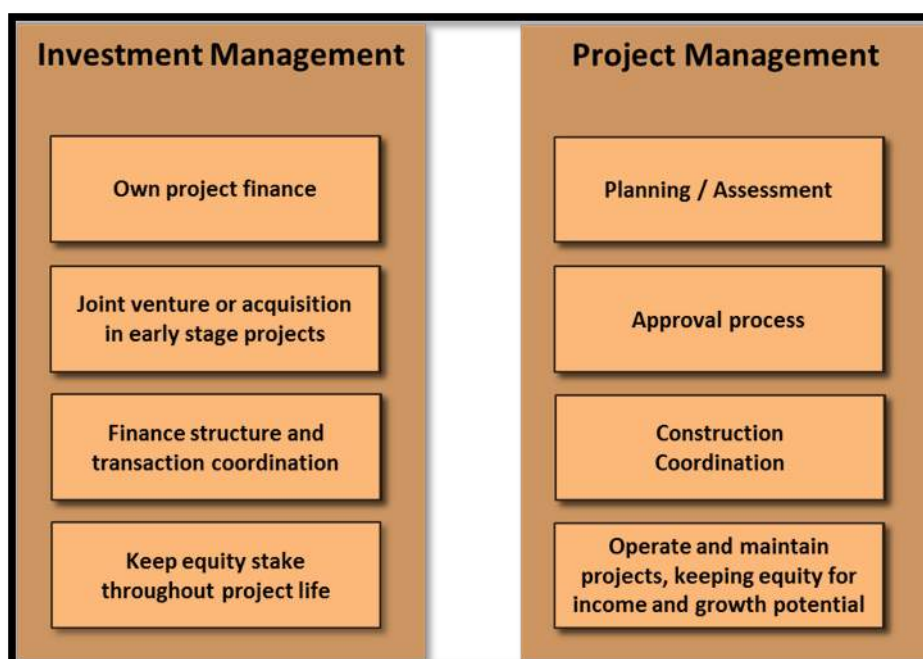 Investment Management
Own project finance
Joint venture or acquisition
in early stage projects
Finance structure and
transaction coordination
Keep equity stake
throughout project life
Project Management
Planning / Assessment
Approval process
Construction
Coordination
Operate and maintain
projects, keeping equity for
income and growth potential